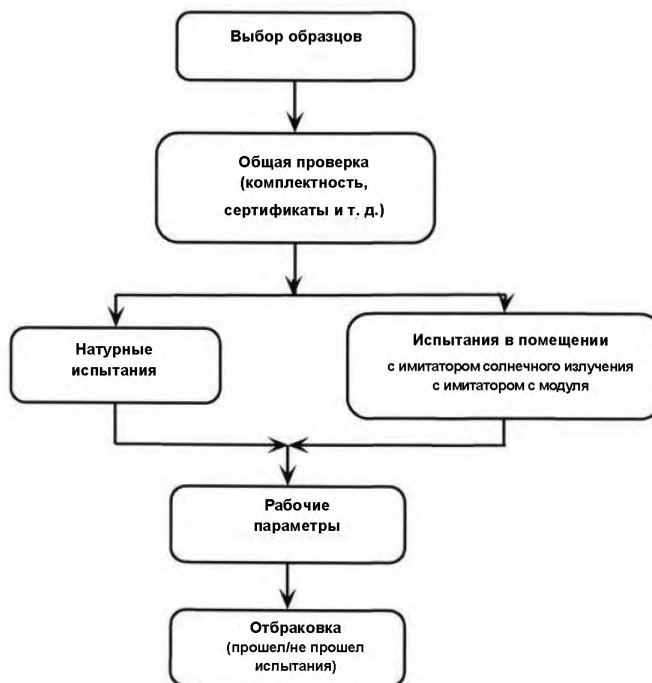 Выбор образцов
Общая проверка
(комплектность,
сертификаты и т. д.)
Натурные
испытания
Испытания в помещении
с имитатором солнечного излучения
с имитатором с модуля
Рабочие
параметры
Отбраковка
(прошел/не прошел
испытания)